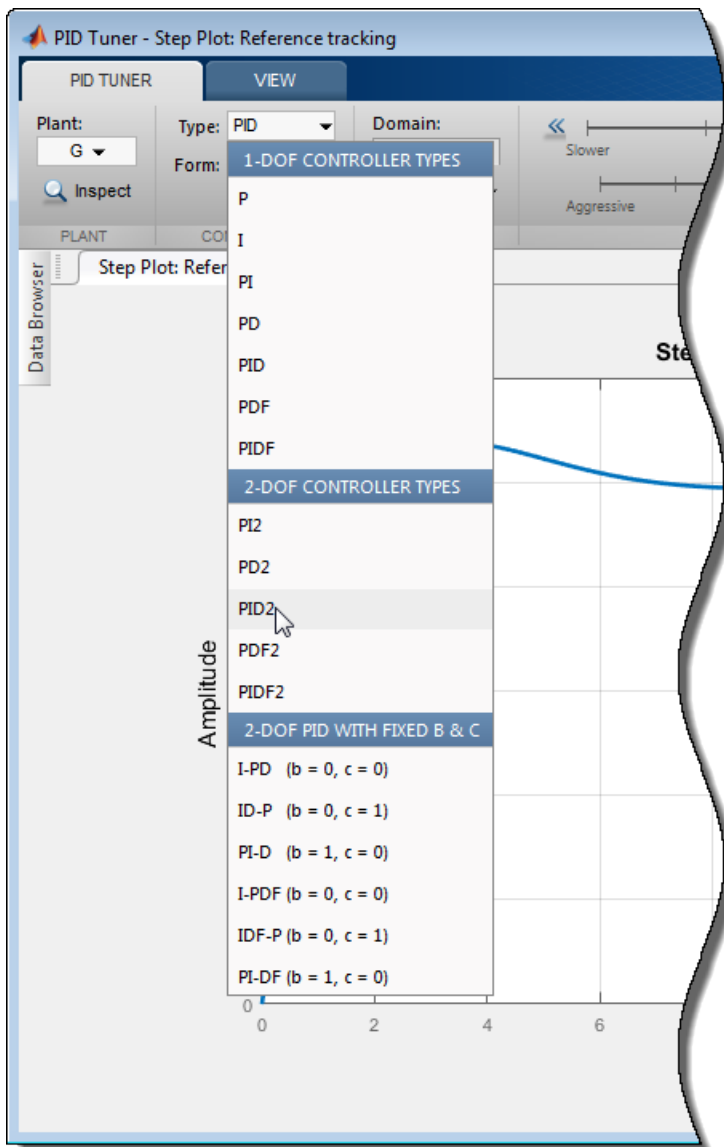 PID Tuner - Step Plot: Reference tracking
PID TUNER VIEW
Plant: Type: PID Domain:
G Form: Slower
Inspect Aggressive
PLANT
Data Browser
Step Plot: Refer
1-DOF CONTROLLER TYPES
P
I
PI
PD
PID
PDF
PIDF
2-DOF CONTROLLER TYPES
PI2
PD2
PID2
PDF2
PIDF2
2-DOF PID WITH FIXED B & C
I-PD (b = 0, c = 0)
ID-P (b = 0, c = 1)
PI-D (b = 1, c = 0)
I-PDF (b = 0, c = 0)
IDF-P (b = 0, c = 1)
PI-DF (b = 1, c = 0)
Amplitude
0
0 2 4 6